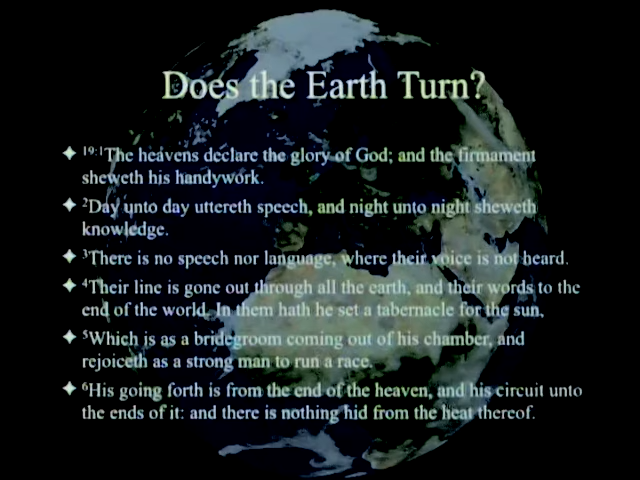 Does the Earth Turn?
✦ 19:1The heavens declare the glory of God; and the firmament
sheweth his handywork.
✦ 2Day unto day uttereth speech, and night unto night sheweth
knowledge.
✦ 3There is no speech nor language, where their voice is not heard.
✦ 4Their line is gone out through all the earth, and their words to the
end of the world. In them hath he set a tabernacle for the sun,
✦ 5Which is as a bridegroom coming out of his chamber, and
rejoiceth as a strong man to run a race.
✦ 6His going forth is from the end of the heaven, and his circuit unto
the ends of it: and there is nothing hid from the heat thereof.